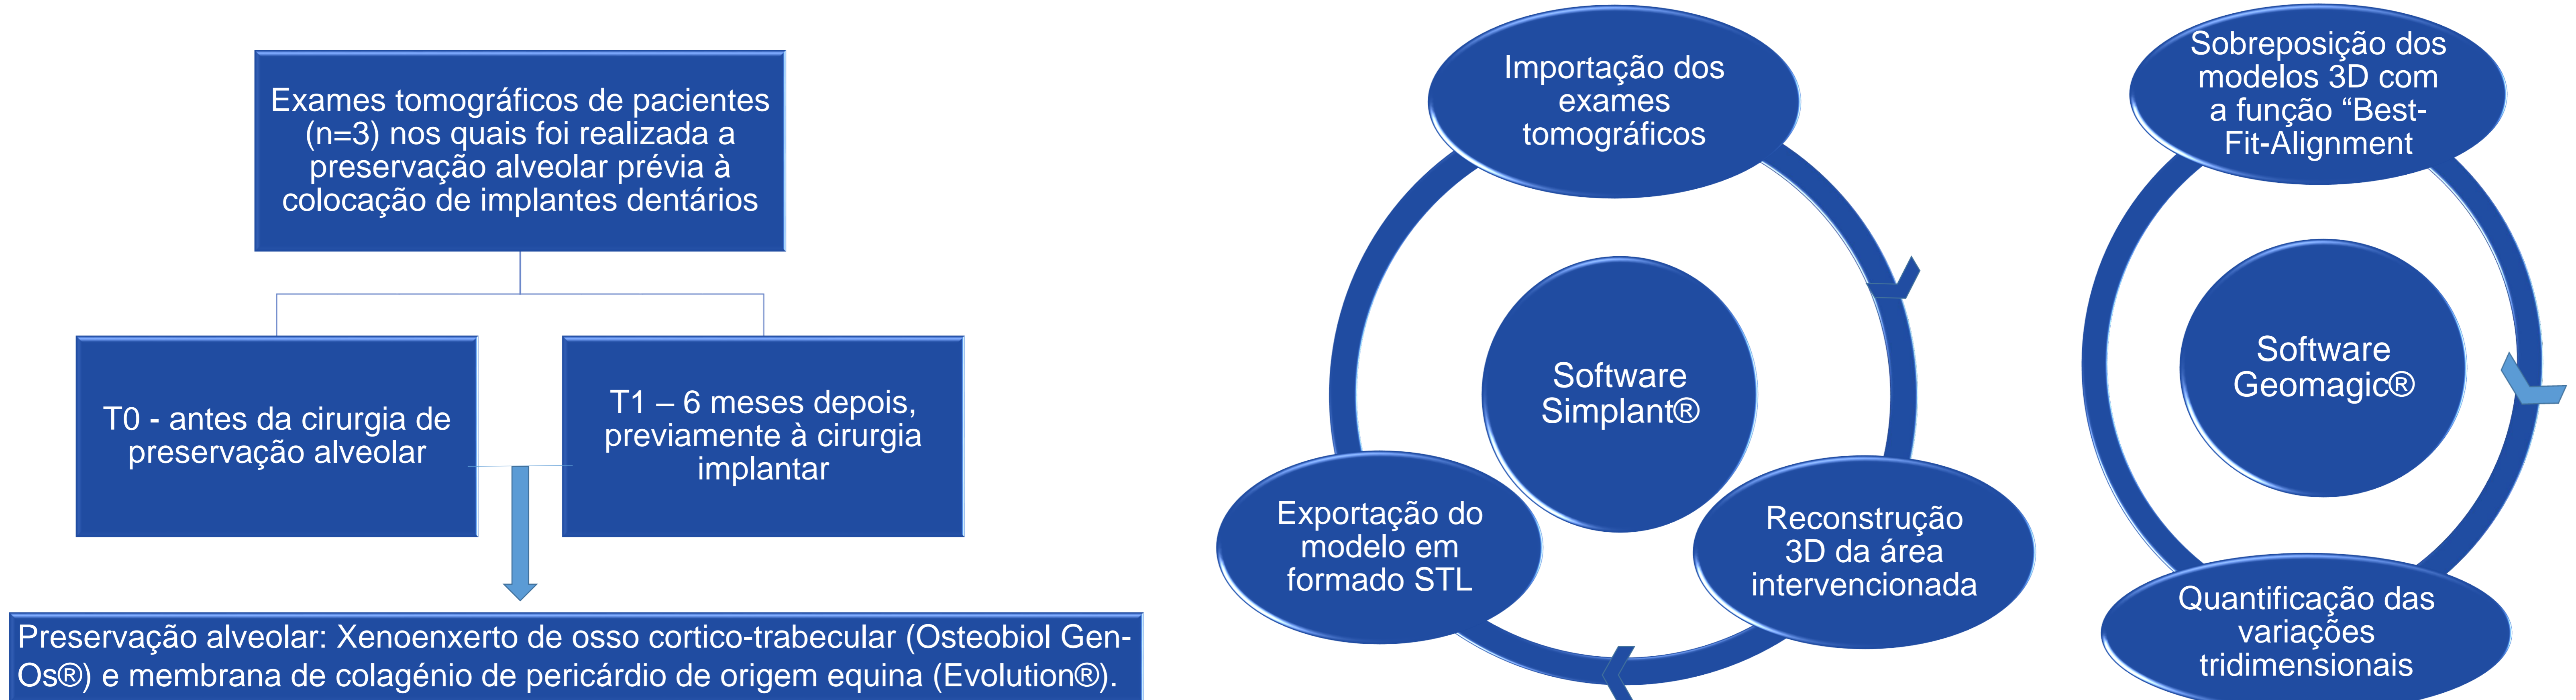 Exames tomográficos de pacientes
(n=3) nos quais foi realizada a
preservação alveolar prévia à
colocação de implantes dentários
T0 - antes da cirurgia de
preservação alveolar
T1 – 6 meses depois,
previamente à cirurgia
implantar
Preservação alveolar: Xenoenxerto de osso cortico-trabecular (Osteobiol Gen-
Os®) e membrana de colagénio de pericárdio de origem equina (Evolution®).
Importação dos
exames
tomográficos
Software
Simplant®
Reconstrução
3D da área
intervencionada
Exportação do
modelo em
formado STL
Sobreposição dos
modelos 3D com
a função “Best-
Fit-Alignment
Software
Geomagic®
Quantificação das
variações
tridimensionais